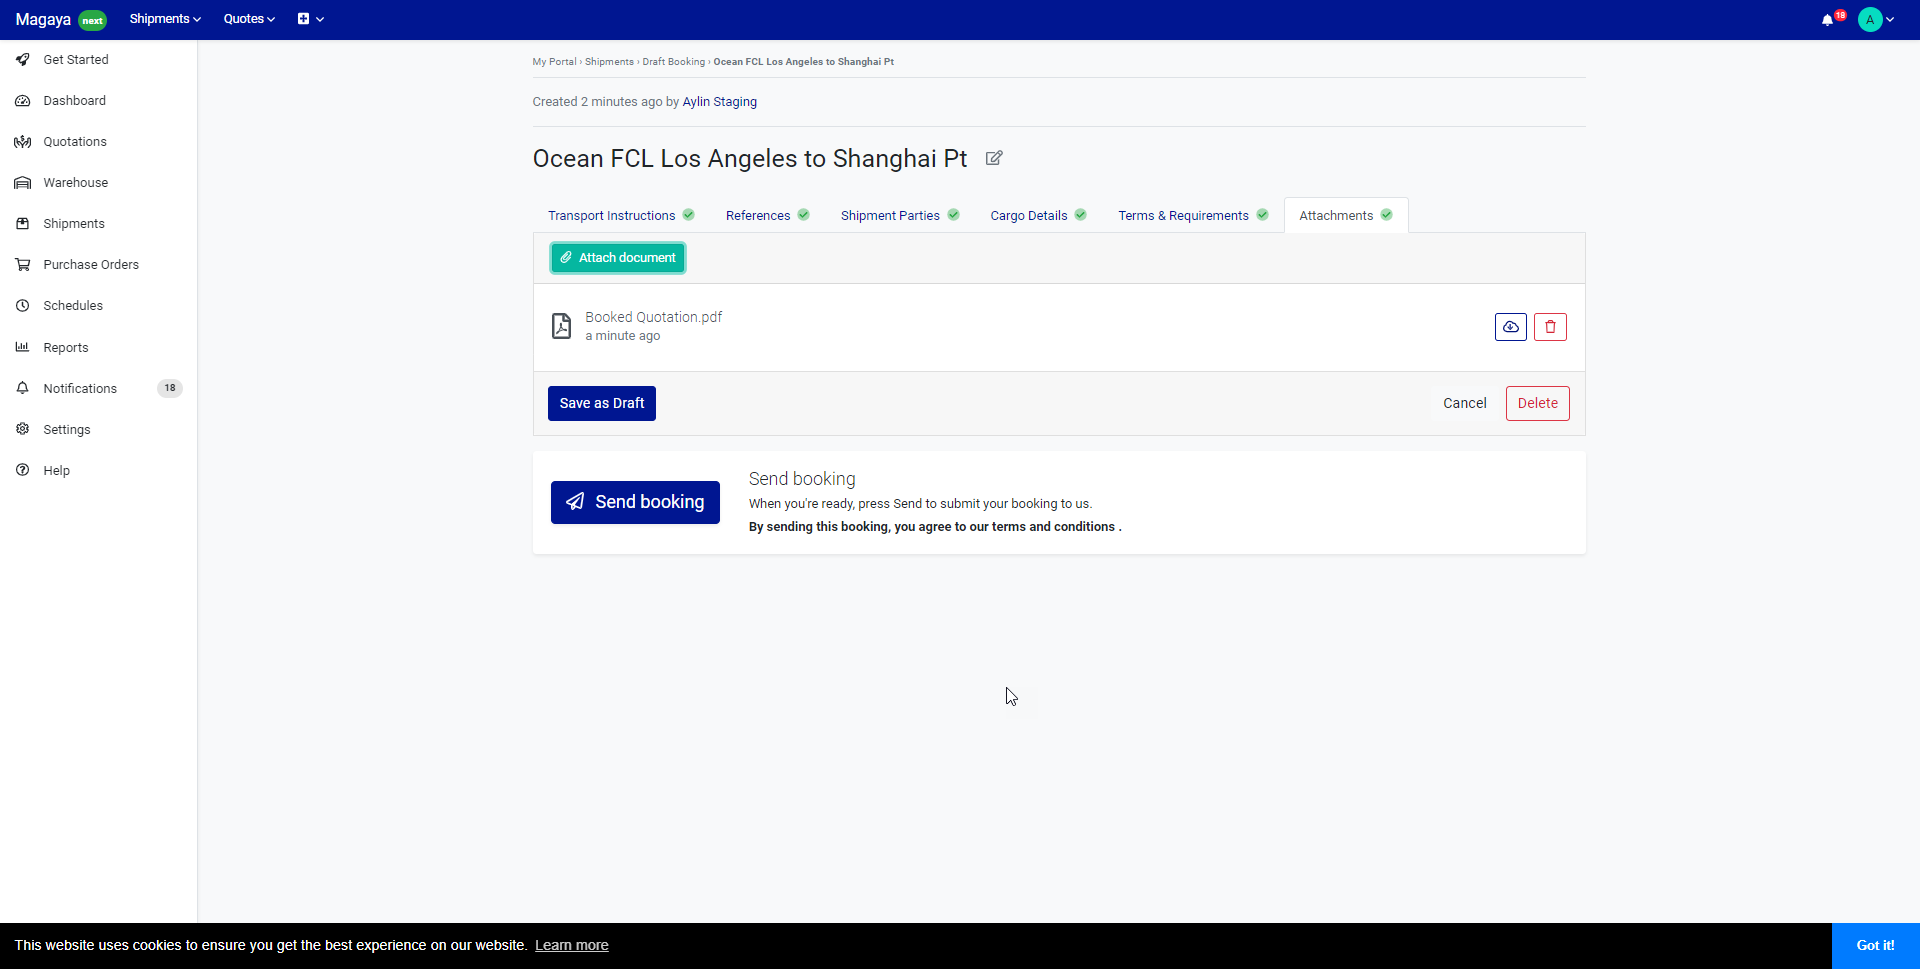 Magaya next Shipments Quotes 18 A
Get Started
Dashboard
Quotations
Warehouse
Shipments
Purchase Orders
Schedules
Reports
Notifications 18
Settings
Help
My Portal › Shipments › Draft Booking › Ocean FCL Los Angeles to Shanghai Pt
Created 2 minutes ago by Aylin Staging
Ocean FCL Los Angeles to Shanghai Pt
Transport Instructions References Shipment Parties Cargo Details Terms & Requirements Attachments
Attach document
Booked Quotation.pdf
a minute ago
Save as Draft Cancel Delete
Send booking
Send booking
When you're ready, press Send to submit your booking to us.
By sending this booking, you agree to our terms and conditions .
This website uses cookies to ensure you get the best experience on our website. Learn more Got it!